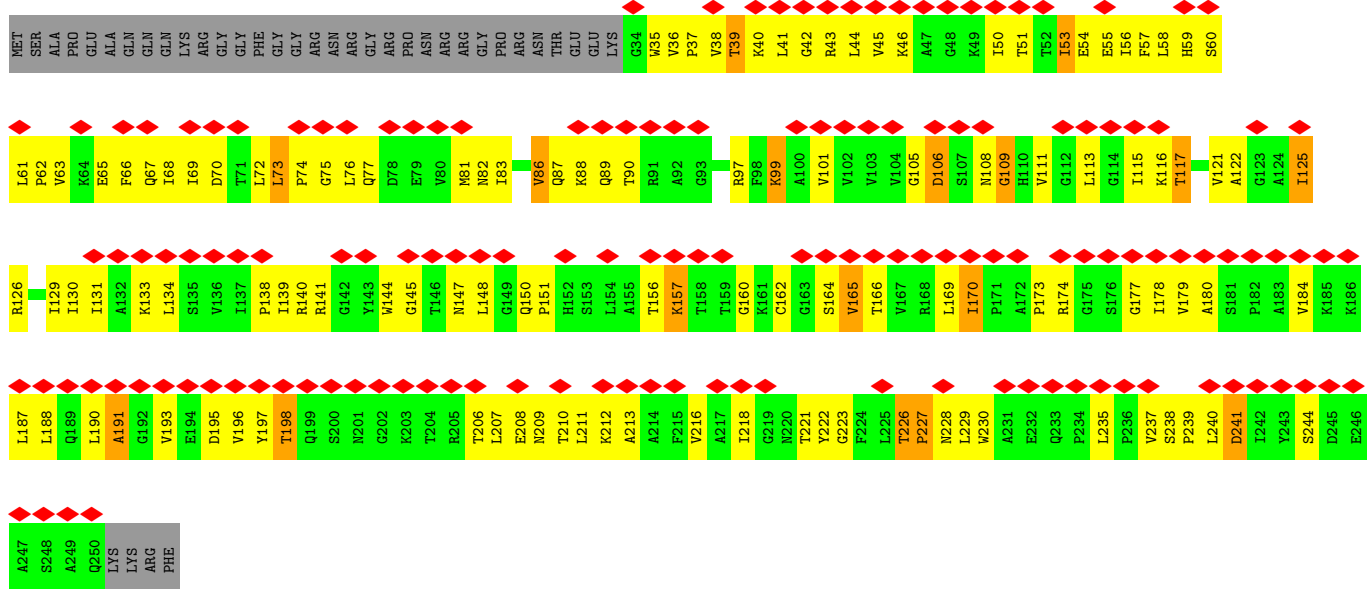 MET SER ALA PRO GLU ALA GLN GLN GLN LYS ARG GLY GLY PHE GLY GLY ARG ASN ARG GLY ARG PRO ASN ARG ARG GLY PRO ARG ASN THR GLU GLU LYS G34 W35 V36 P37 V38 T39 K40 L41 G42 R43 L44 V45 K46 A47 G48 K49 I50 T51 T52 I53 E54 E55 I56 F57 L58 H59 S60
L61 P62 V63 K64 E65 F66 Q67 I68 I69 D70 T71 L72 L73 P74 G75 L76 Q77 D78 E79 V80 M81 N82 I83 V86 Q87 K88 Q89 T90 R91 A92 G93 R97 F98 K99 A100 V101 V102 V103 V104 G105 D106 S107 N108 G109 H110 V111 G112 L113 G114 I115 K116 T117 V121 A122 G123 A124 I125
R126 I129 I130 I131 A132 K133 L134 S135 V136 I137 P138 I139 R140 R141 G142 Y143 W144 G145 T146 N147 L148 G149 Q150 P151 H152 S153 L154 A155 T156 K157 T158 T159 G160 K161 C162 G163 S164 V165 T166 V167 R168 L169 I170 P171 A172 P173 R174 G175 S176 G177 I178 V179 A180 S181 P182 A183 V184 K185 K186
L187 L188 Q189 L190 A191 G192 V193 E194 D195 V196 Y197 T198 Q199 S200 N201 G202 K203 T204 R205 T206 L207 E208 N209 T210 L211 K212 A213 A214 F215 V216 A217 I218 G219 N220 T221 Y222 G223 F224 L225 T226 P227 N228 L229 W230 A231 E232 Q233 P234 L235 P236 V237 S238 P239 L240 D241 I242 Y243 S244 D245 E246
A247 S248 A249 Q250 LYS LYS ARG PHE